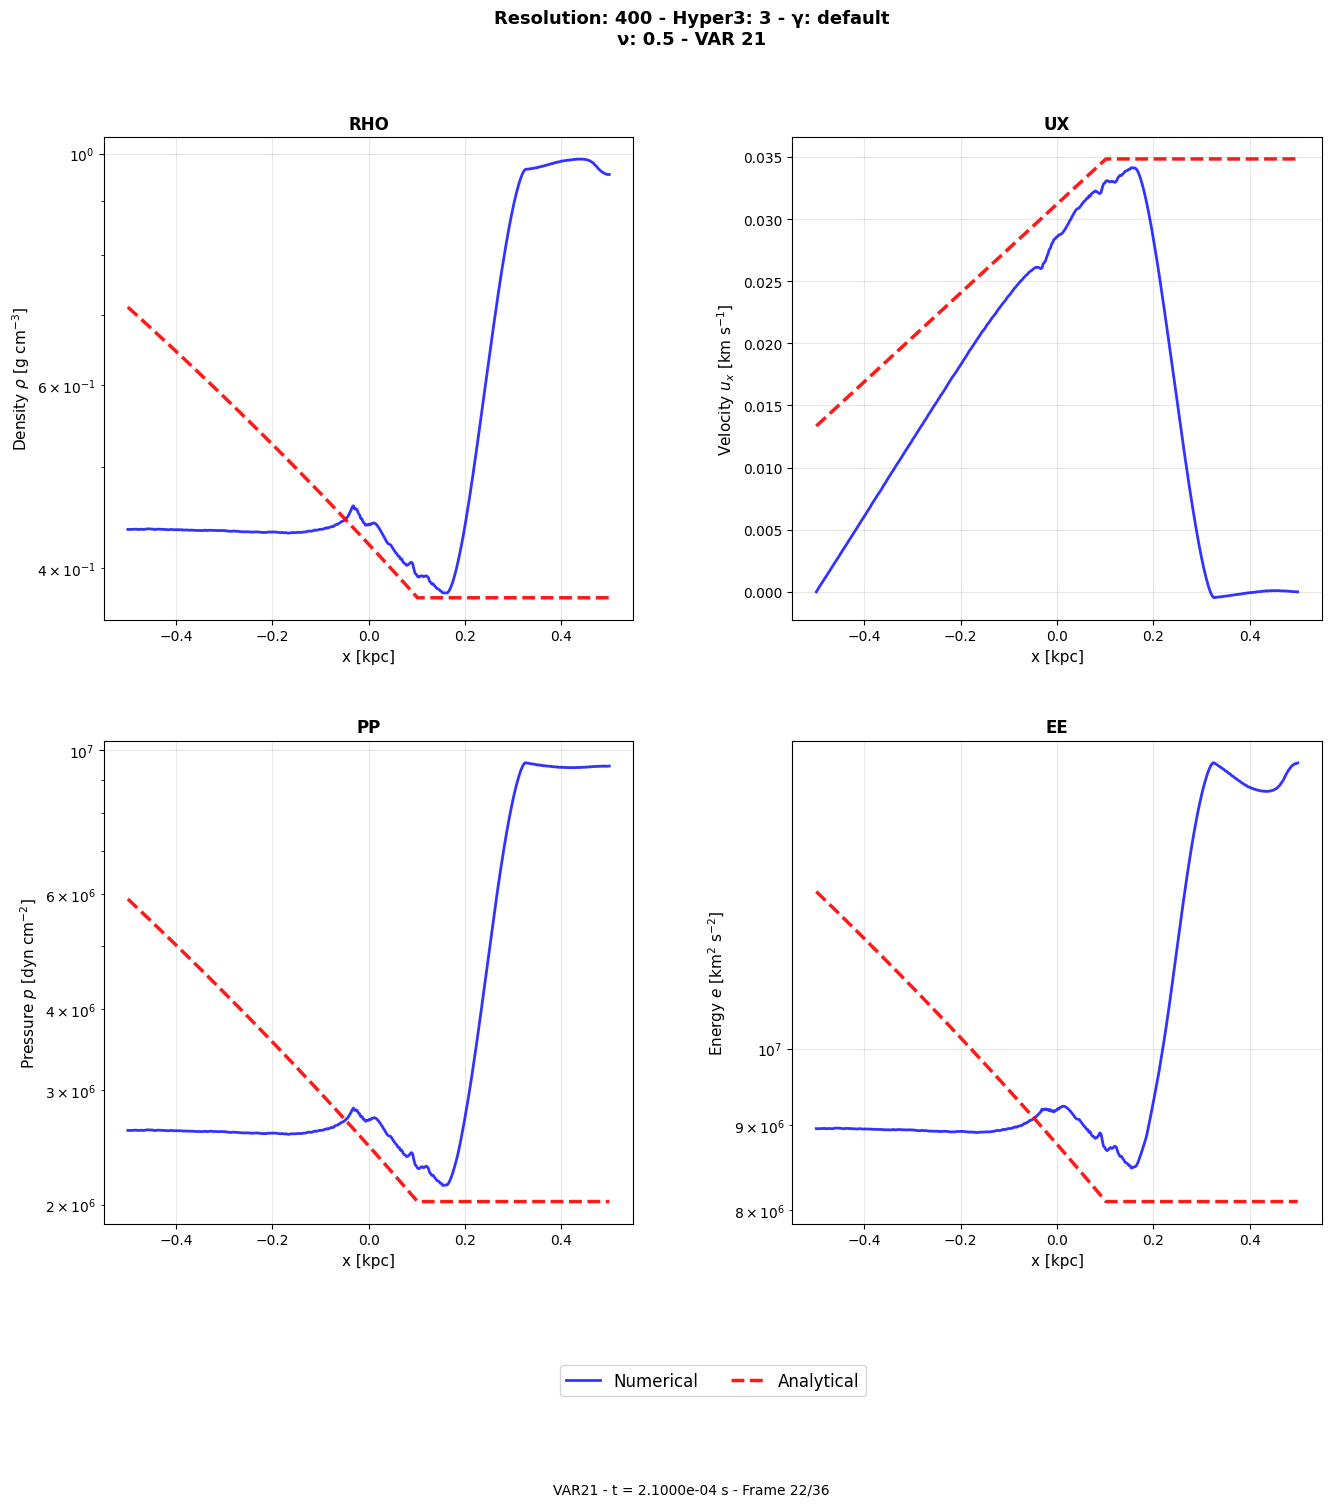 Resolution: 400 - Hyper3: 3 - γ: default
ν: 0.5 - VAR 21
RHO
Density ρ [g cm⁻³]
10⁰
6 × 10⁻¹
4 × 10⁻¹
−0.4 −0.2 0.0 0.2 0.4
x [kpc]
UX
Velocity uₓ [km s⁻¹]
0.035
0.030
0.025
0.020
0.015
0.010
0.005
0.000
−0.4 −0.2 0.0 0.2 0.4
x [kpc]
PP
Pressure p [dyn cm⁻²]
10⁷
6 × 10⁶
4 × 10⁶
3 × 10⁶
2 × 10⁶
−0.4 −0.2 0.0 0.2 0.4
x [kpc]
EE
Energy e [km² s⁻²]
10⁷
9 × 10⁶
8 × 10⁶
−0.4 −0.2 0.0 0.2 0.4
x [kpc]
Numerical Analytical
VAR21 - t = 2.1000e-04 s - Frame 22/36